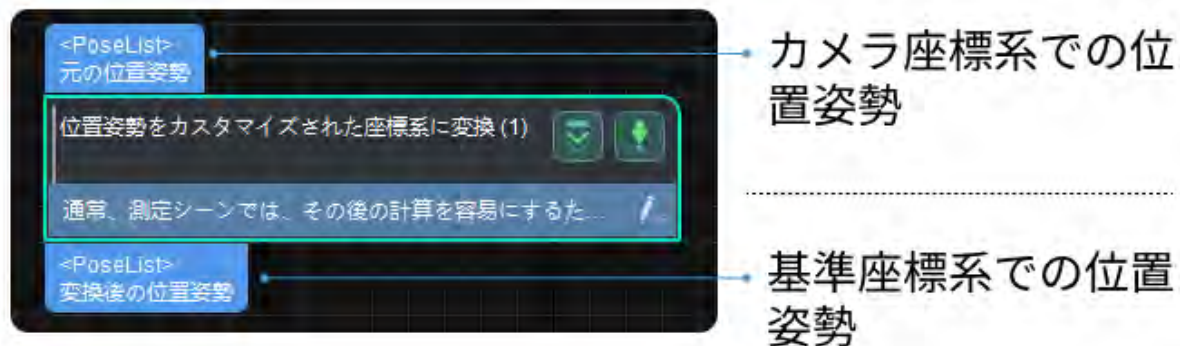 <PoseList>
元の位置姿勢
カメラ座標系での位
置姿勢
位置姿勢をカスタマイズされた座標系に変換 (1)
通常、測定シーンでは、その後の計算を容易にするた...
<PoseList>
変換後の位置姿勢
基準座標系での位置
姿勢